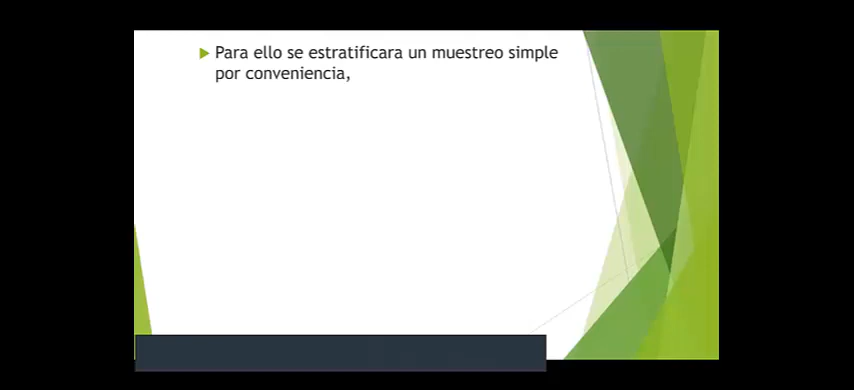 Para ello se estratificara un muestreo simple
por conveniencia,